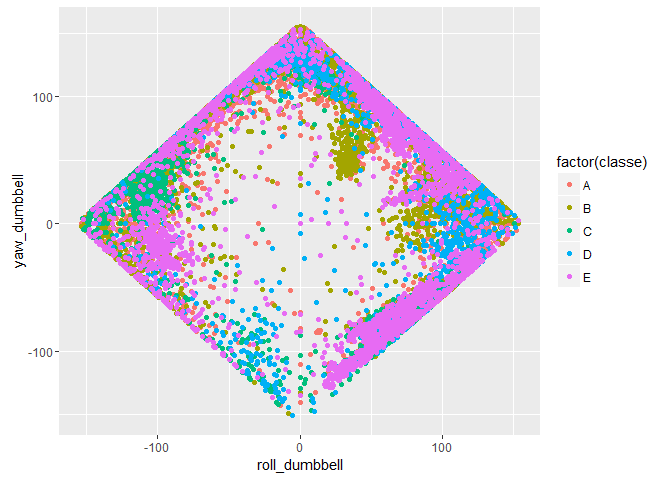 100
0
-100
yaw_dumbbell
-100 0 100
roll_dumbbell
factor(classe)
A
B
C
D
E